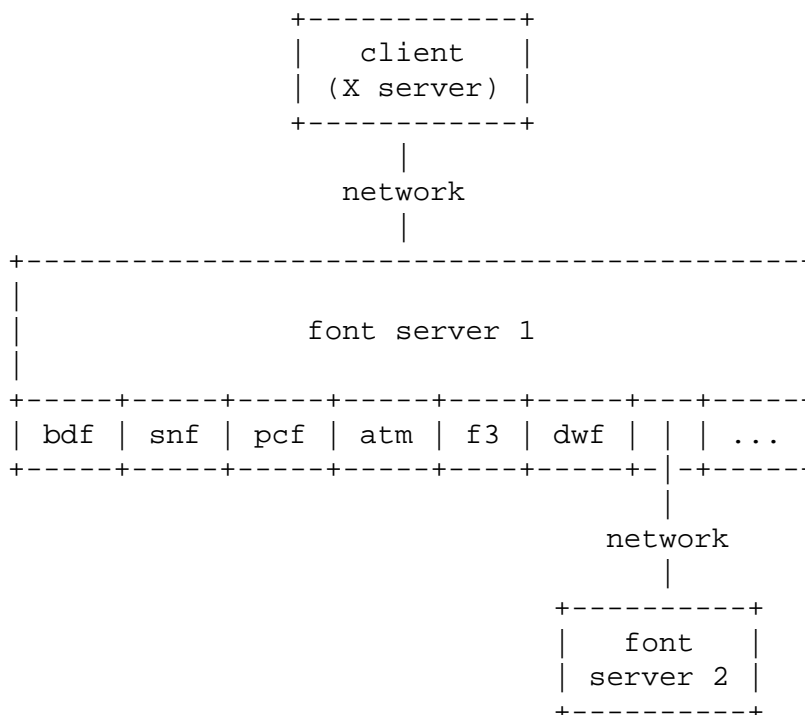 client
(X server)
network
font server 1
bdf snf pcf atm f3 dwf ...
network
font
server 2